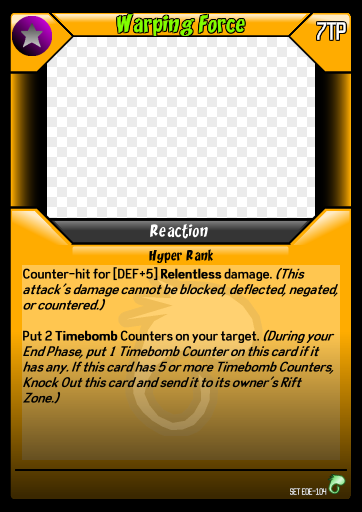 Warping Force
7TP
Reaction
Hyper Rank
Counter-hit for [DEF+5] Relentless damage. (This
attack's damage cannot be blocked, deflected, negated,
or countered.)
Put 2 Timebomb Counters on your target. (During your
End Phase, put 1 Timebomb Counter on this card if it
has any. If this card has 5 or more Timebomb Counters,
Knock Out this card and send it to its owner's Rift
Zone.)
SET EDE-104